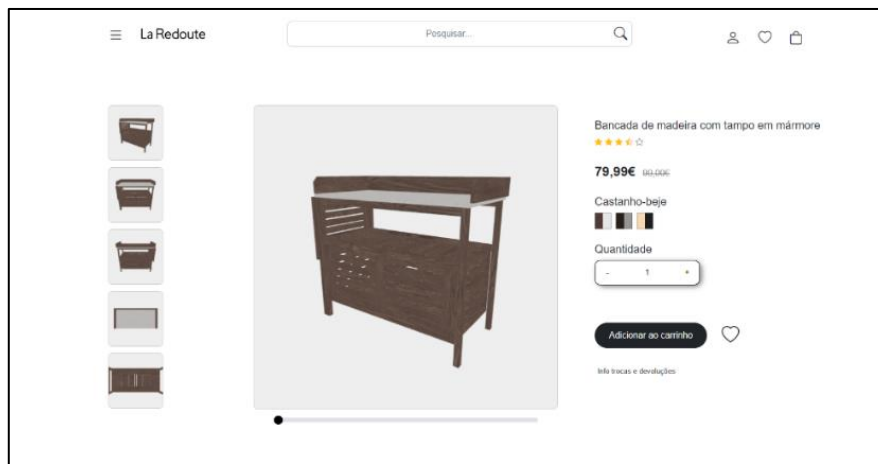 La Redoute
Pesquisar...
Bancada de madeira com tampo em mármore
79,99€
Castanho-beje
Quantidade
- 1 +
Adicionar ao carrinho
Info trocas e devoluções